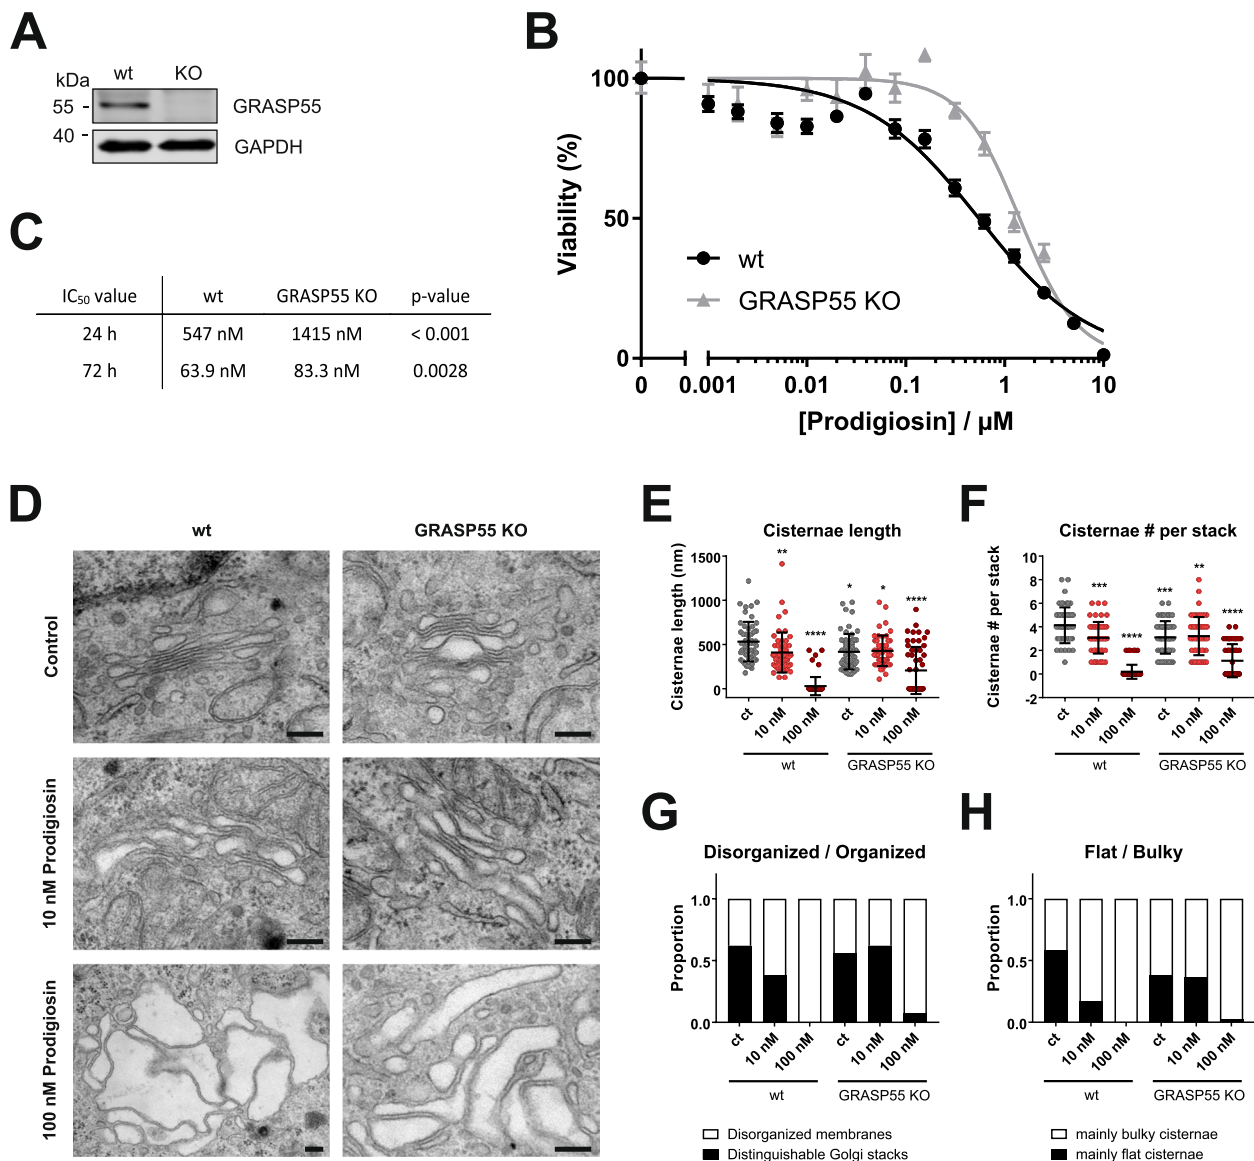 A
kDa
wt
KO
55 -
GRASP55
40 -
GAPDH
B
Viability (%)
100
50
0
wt
GRASP55 KO
0
0.001
0.01
0.1
1
10
[Prodigiosin] / µM
C
IC50 value wt GRASP55 KO p-value
24 h 547 nM 1415 nM < 0.001
72 h 63.9 nM 83.3 nM 0.0028
D
wt
GRASP55 KO
Control
10 nM Prodigiosin
100 nM Prodigiosin
E
Cisternae length
Cisternae length (nm)
1500
1000
500
0
** **** * * ****
ct 10 nM 100 nM ct 10 nM 100 nM
wt GRASP55 KO
F
Cisternae # per stack
Cisternae # per stack
10
8
6
4
2
0
-2
*** **** *** ** ****
ct 10 nM 100 nM ct 10 nM 100 nM
wt GRASP55 KO
G
Disorganized / Organized
Proportion
1.0
0.5
0.0
ct 10 nM 100 nM ct 10 nM 100 nM
wt GRASP55 KO
Disorganized membranes
Distinguishable Golgi stacks
H
Flat / Bulky
Proportion
1.0
0.5
0.0
ct 10 nM 100 nM ct 10 nM 100 nM
wt GRASP55 KO
mainly bulky cisternae
mainly flat cisternae